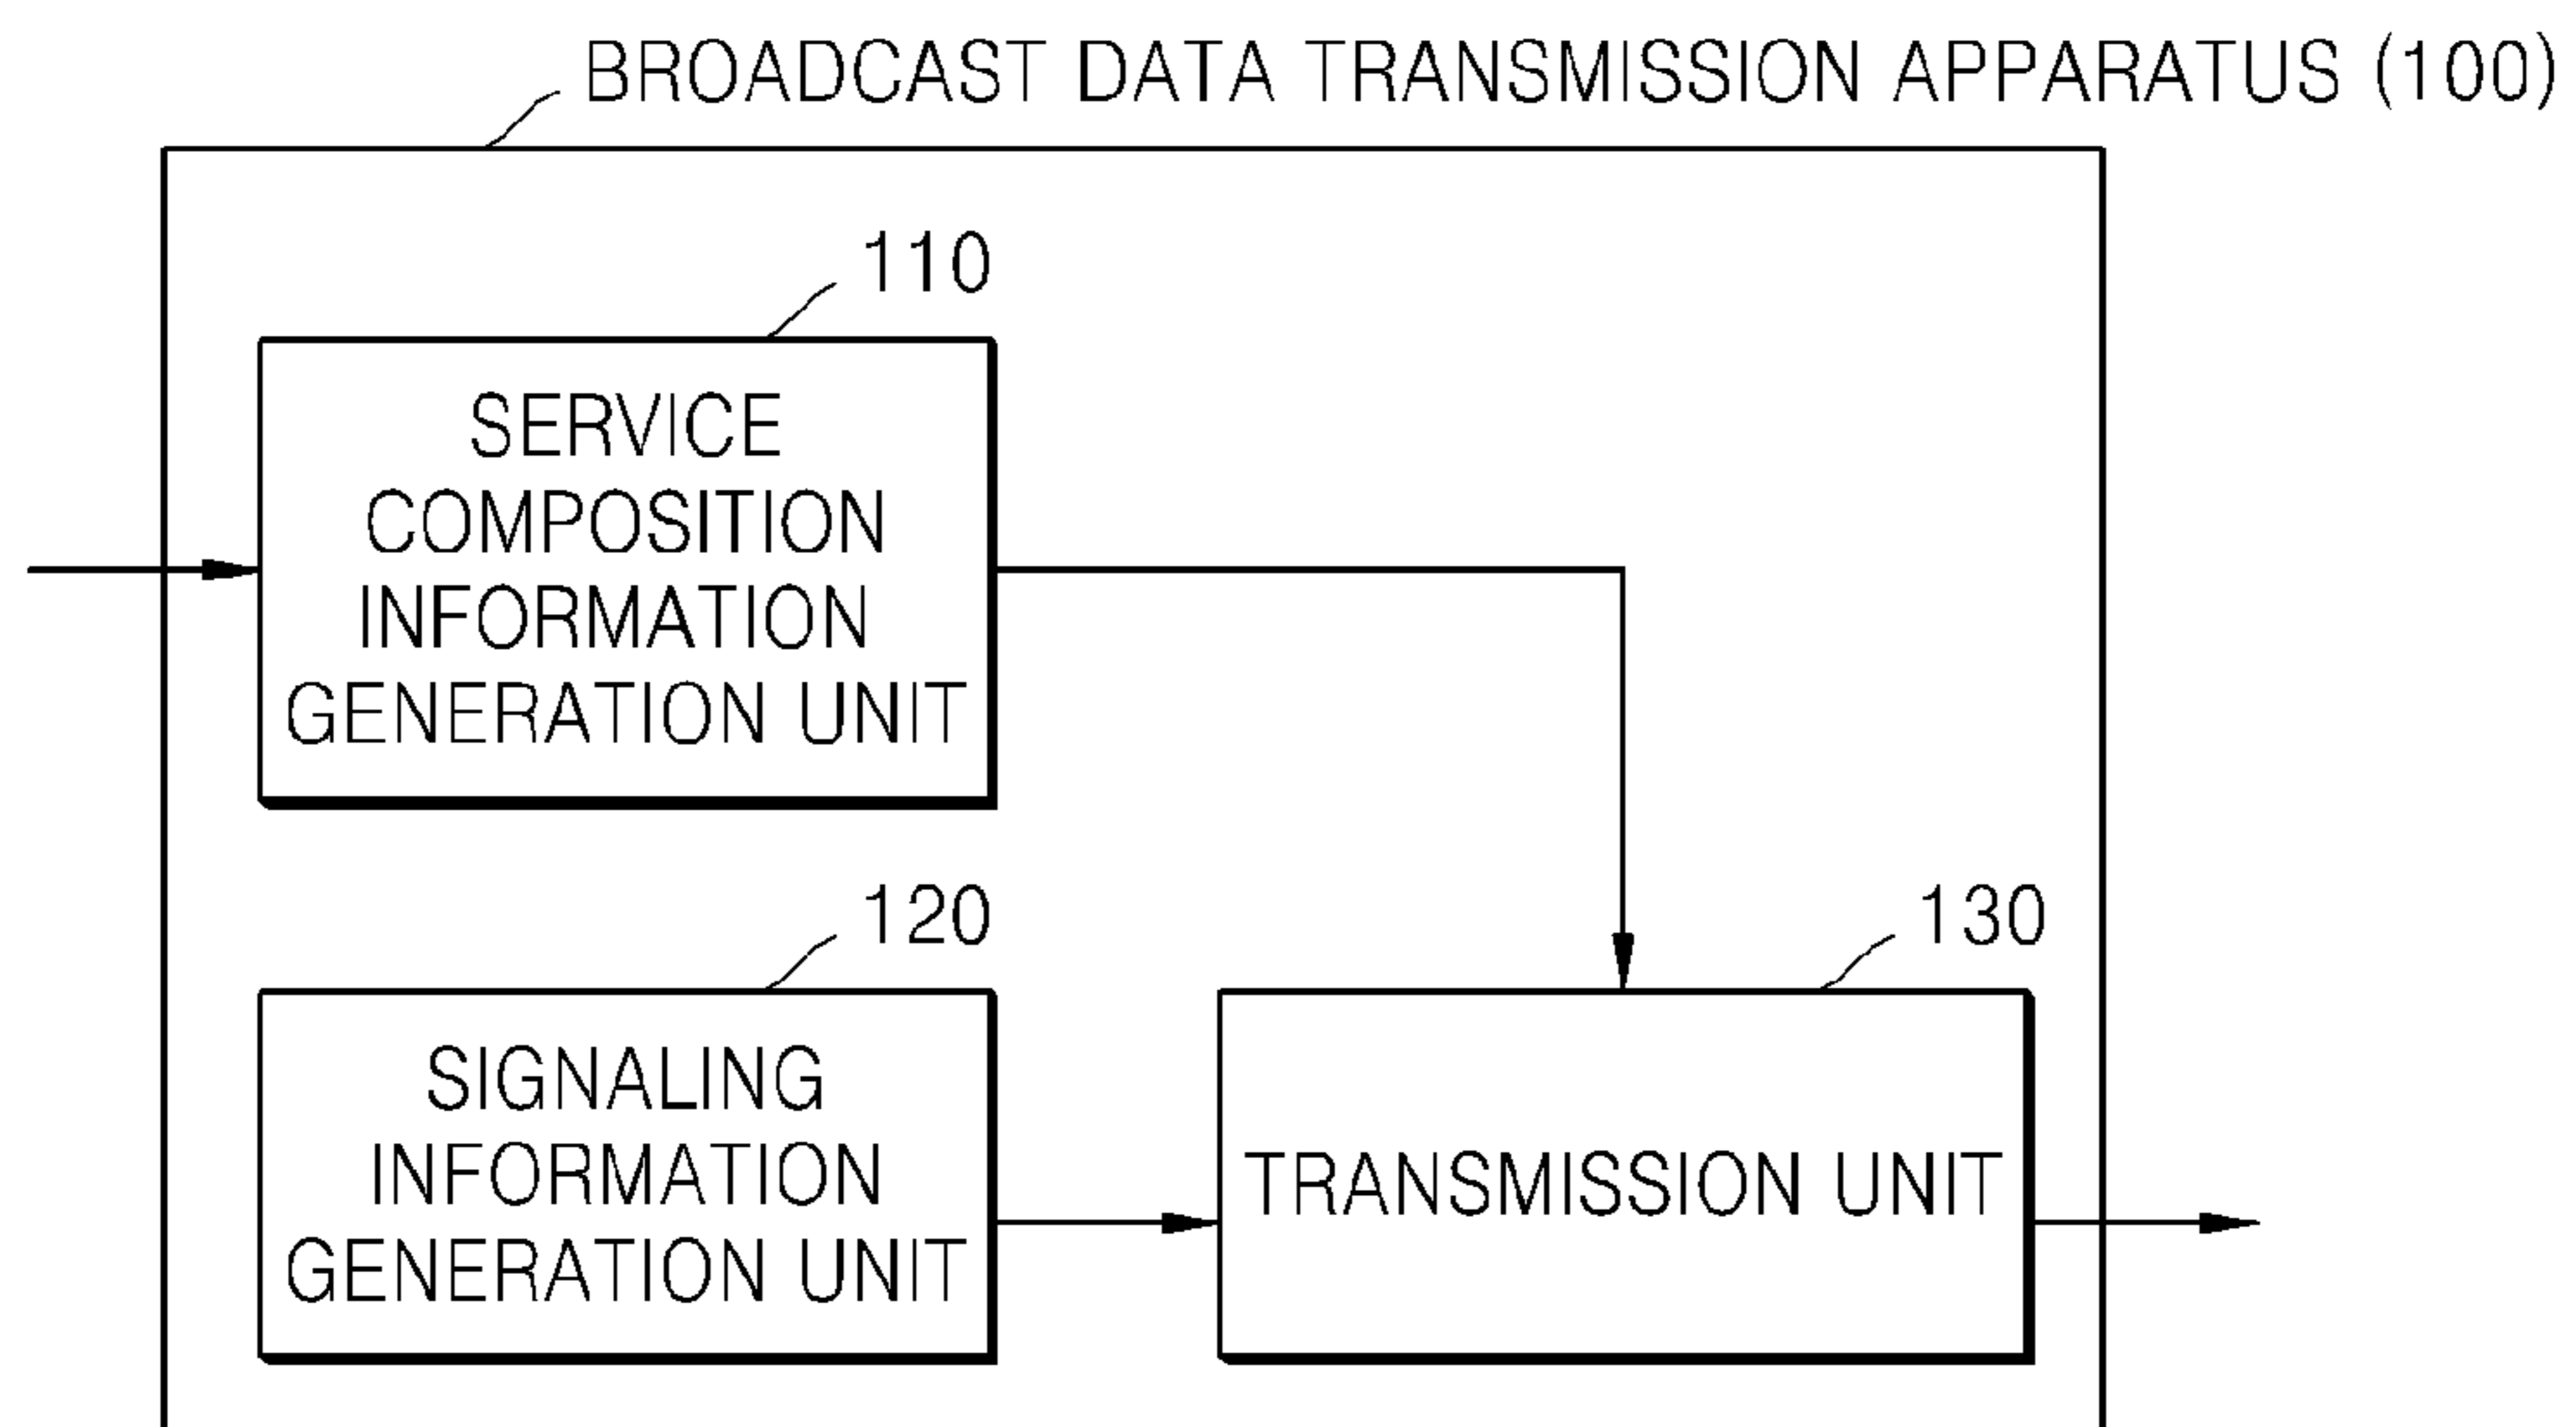 BROADCAST DATA TRANSMISSION APPARATUS (100)
110
SERVICE
COMPOSITION
INFORMATION
GENERATION UNIT
120
SIGNALING
INFORMATION
GENERATION UNIT
130
TRANSMISSION UNIT